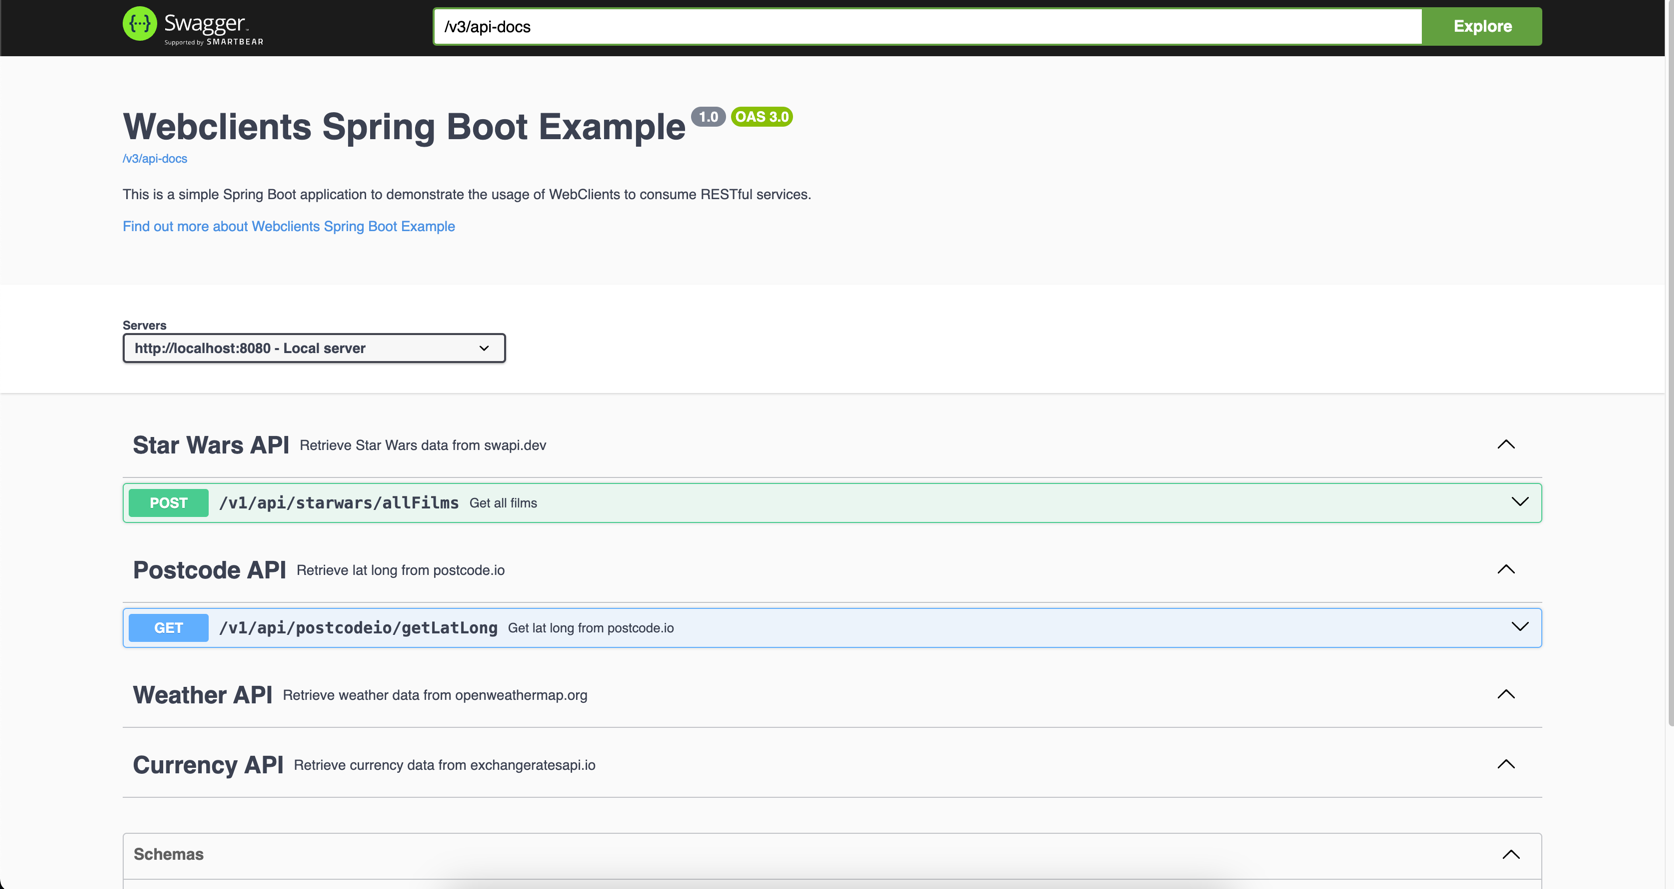 {...} Swagger
Supported by SMARTBEAR
/v3/api-docs
Explore
Webclients Spring Boot Example 1.0 OAS 3.0
/v3/api-docs
This is a simple Spring Boot application to demonstrate the usage of WebClients to consume RESTful services.
Find out more about Webclients Spring Boot Example
Servers
http://localhost:8080 - Local server
Star Wars API Retrieve Star Wars data from swapi.dev
POST /v1/api/starwars/allFilms Get all films
Postcode API Retrieve lat long from postcode.io
GET /v1/api/postcodeio/getLatLong Get lat long from postcode.io
Weather API Retrieve weather data from openweathermap.org
Currency API Retrieve currency data from exchangeratesapi.io
Schemas